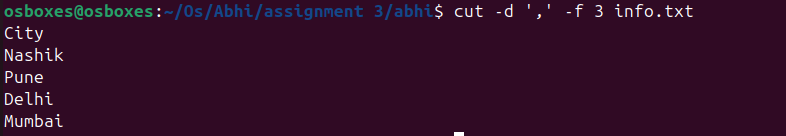 osboxes@osboxes:~/Os/Abhi/assignment 3/abhi$ cut -d ',' -f 3 info.txt
City
Nashik
Pune
Delhi
Mumbai